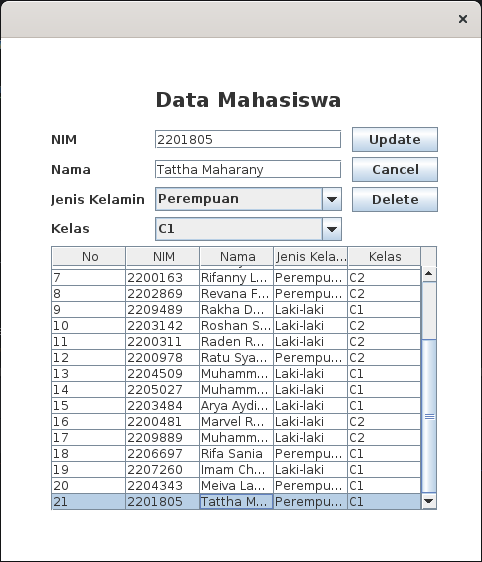 Data Mahasiswa
NIM 2201805 Update
Nama Tattha Maharany Cancel
Jenis Kelamin Perempuan Delete
Kelas C1
No NIM Nama Jenis Kela... Kelas
7 2200163 Rifanny L... Perempu... C2
8 2202869 Revana F... Perempu... C2
9 2209489 Rakha D... Laki-laki C1
10 2203142 Roshan S... Laki-laki C2
11 2200311 Raden R... Laki-laki C2
12 2200978 Ratu Sya... Perempu... C2
13 2204509 Muhamm... Laki-laki C1
14 2205027 Muhamm... Laki-laki C1
15 2203484 Arya Aydi... Laki-laki C1
16 2200481 Marvel R... Laki-laki C2
17 2209889 Muhamm... Laki-laki C2
18 2206697 Rifa Sania Perempu... C1
19 2207260 Imam Ch... Laki-laki C1
20 2204343 Meiva La... Perempu... C1
21 2201805 Tattha M... Perempu... C1